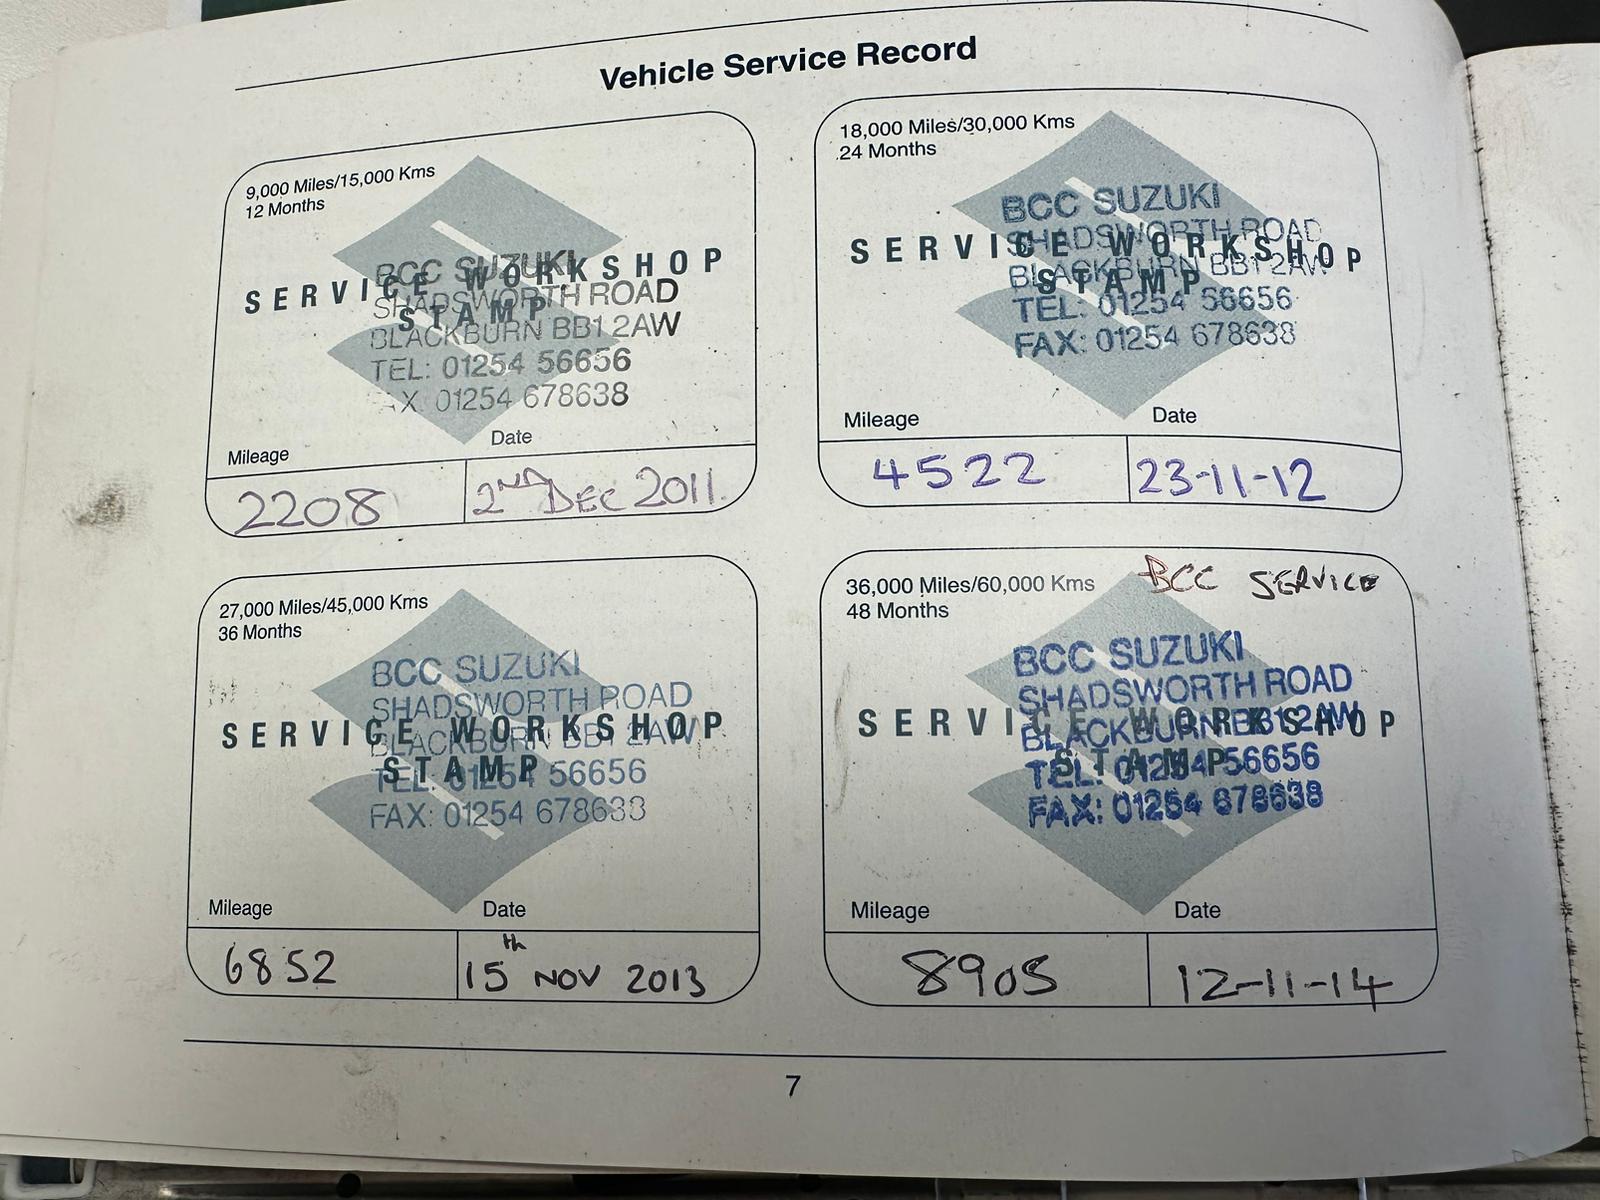 Vehicle Service Record
9,000 Miles/15,000 Kms
12 Months
SERVICE WORKSHOP
STAMP
BCC SUZUKI
SHADSWORTH ROAD
BLACKBURN BB1 2AW
TEL: 01254 56656
FAX: 01254 678638
Mileage Date
2208 2ND DEC 2011
18,000 Miles/30,000 Kms
24 Months
SERVICE WORKSHOP
STAMP
BCC SUZUKI
SHADSWORTH ROAD
BLACKBURN BB1 2AW
TEL: 01254 56656
FAX: 01254 678638
Mileage Date
4522 23-11-12
27,000 Miles/45,000 Kms
36 Months
SERVICE WORKSHOP
STAMP
BCC SUZUKI
SHADSWORTH ROAD
BLACKBURN BB1 2AW
TEL: 01254 56656
FAX: 01254 678638
Mileage Date
6852 15th NOV 2013
36,000 Miles/60,000 Kms
48 Months
BCC SERVICE
SERVICE WORKSHOP
STAMP
BCC SUZUKI
SHADSWORTH ROAD
BLACKBURN BB1 2AW
TEL: 01254 56656
FAX: 01254 678638
Mileage Date
8905 12-11-14
7